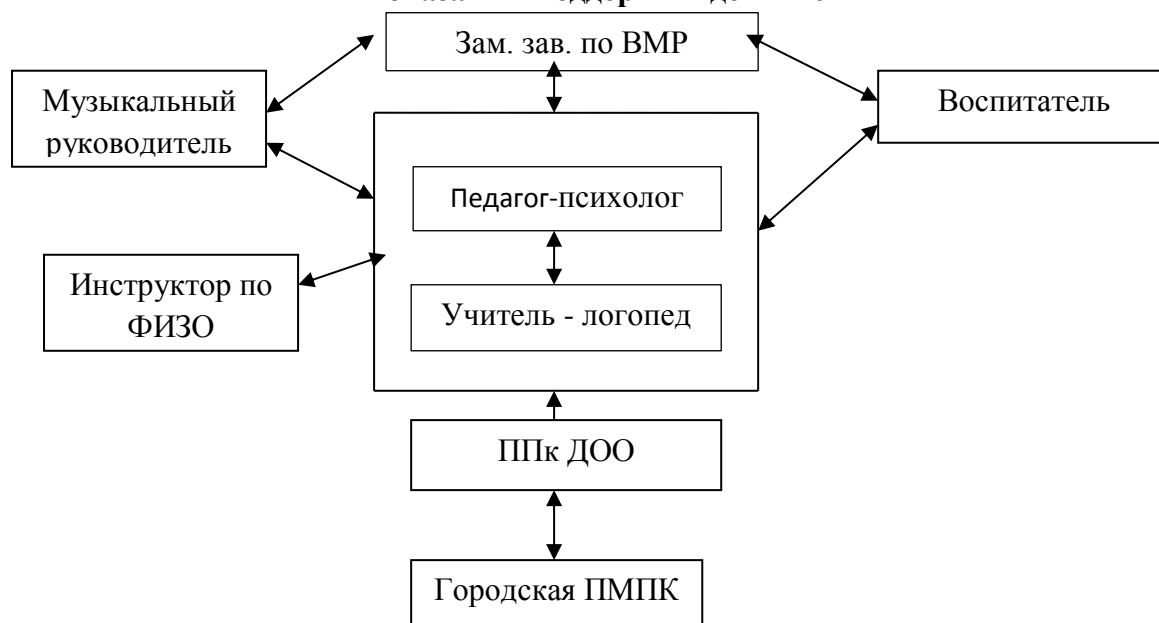 Зам. зав. по ВМР
Музыкальный
руководитель
Воспитатель
Педагог-психолог
Инструктор по
ФИЗО
Учитель - логопед
ППк ДОО
Городская ПМПК